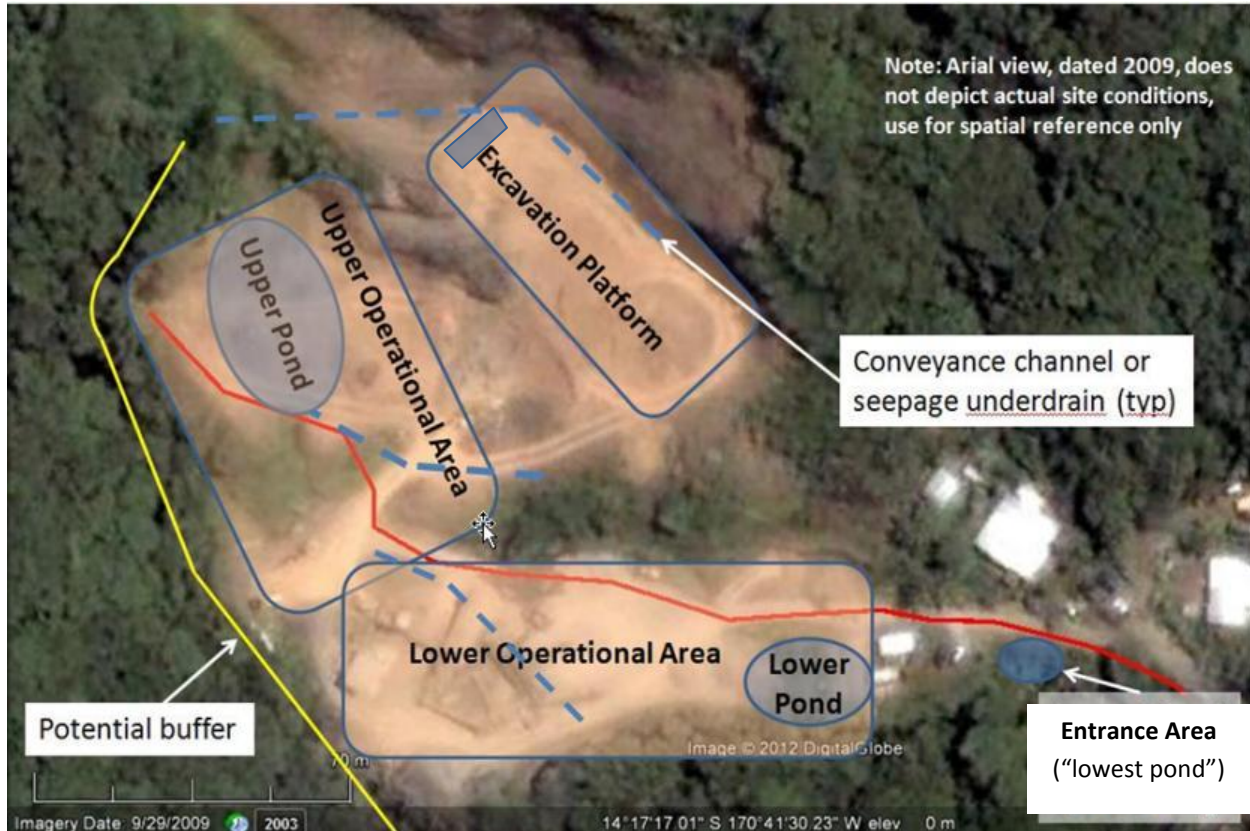 Note: Arial view, dated 2009, does
not depict actual site conditions,
use for spatial reference only
Excavation Platform
Upper Operational Area
Upper Pond
Conveyance channel or
seepage underdrain (typ)
Lower Operational Area
Lower
Pond
Potential buffer
Entrance Area
("lowest pond")
Image © 2012 DigitalGlobe
70 m
Imagery Date: 9/29/2009
2003
14°17'17.01" S 170°41'30.23" W elev 0 m